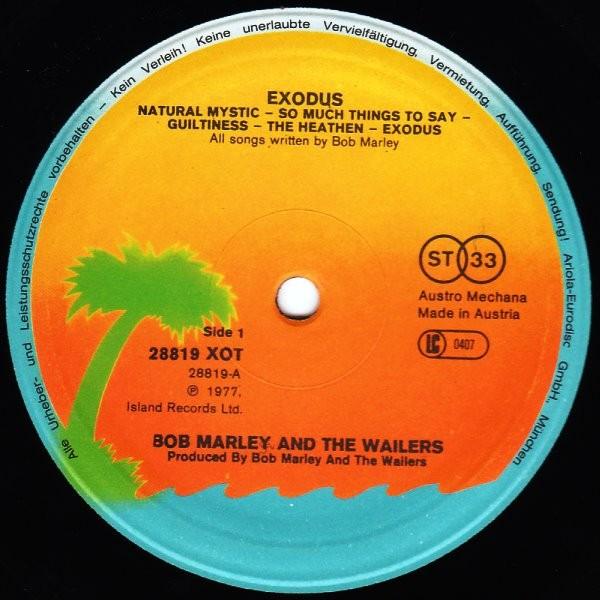 Alle Urheber- und Leistungsschutzrechte vorbehalten – Kein Verleih! Keine unerlaubte Vervielfältigung, Vermietung, Aufführung, Sendung! Ariola-Eurodisc GmbH., München
EXODUS
NATURAL MYSTIC – SO MUCH THINGS TO SAY –
GUILTINESS – THE HEATHEN – EXODUS
All songs written by Bob Marley
ST 33
Austro Mechana
Made in Austria
LC 0407
Side 1
28819 XOT
28819-A
℗ 1977,
Island Records Ltd.
BOB MARLEY AND THE WAILERS
Produced By Bob Marley And The Wailers